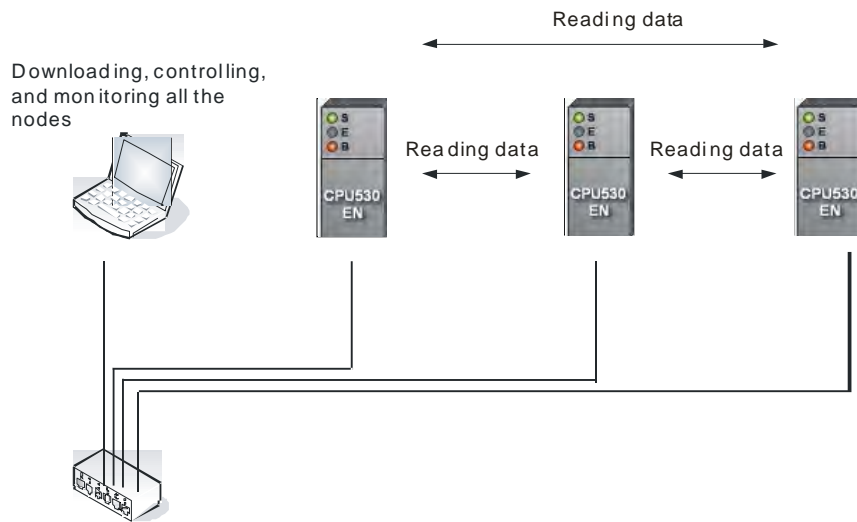 Reading data
Downloading, controlling,
and monitoring all the
nodes
S
E
B
CPU530
EN
Reading data
S
E
B
CPU530
EN
Reading data
S
E
B
CPU530
EN